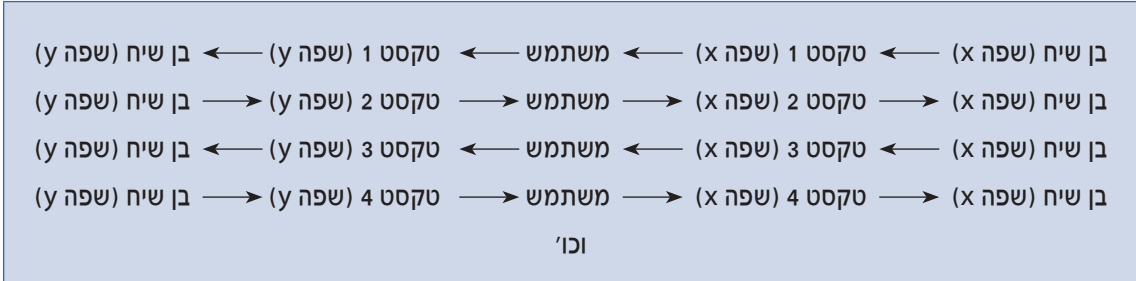 בן שיח (שפה x) ← טקסט 1 (שפה x) ← משתמש ← טקסט 1 (שפה y) ← בן שיח (שפה y)
בן שיח (שפה x) → טקסט 2 (שפה x) → משתמש → טקסט 2 (שפה y) → בן שיח (שפה y)
בן שיח (שפה x) ← טקסט 3 (שפה x) ← משתמש ← טקסט 3 (שפה y) ← בן שיח (שפה y)
בן שיח (שפה x) → טקסט 4 (שפה x) → משתמש → טקסט 4 (שפה y) → בן שיח (שפה y)
וכו'